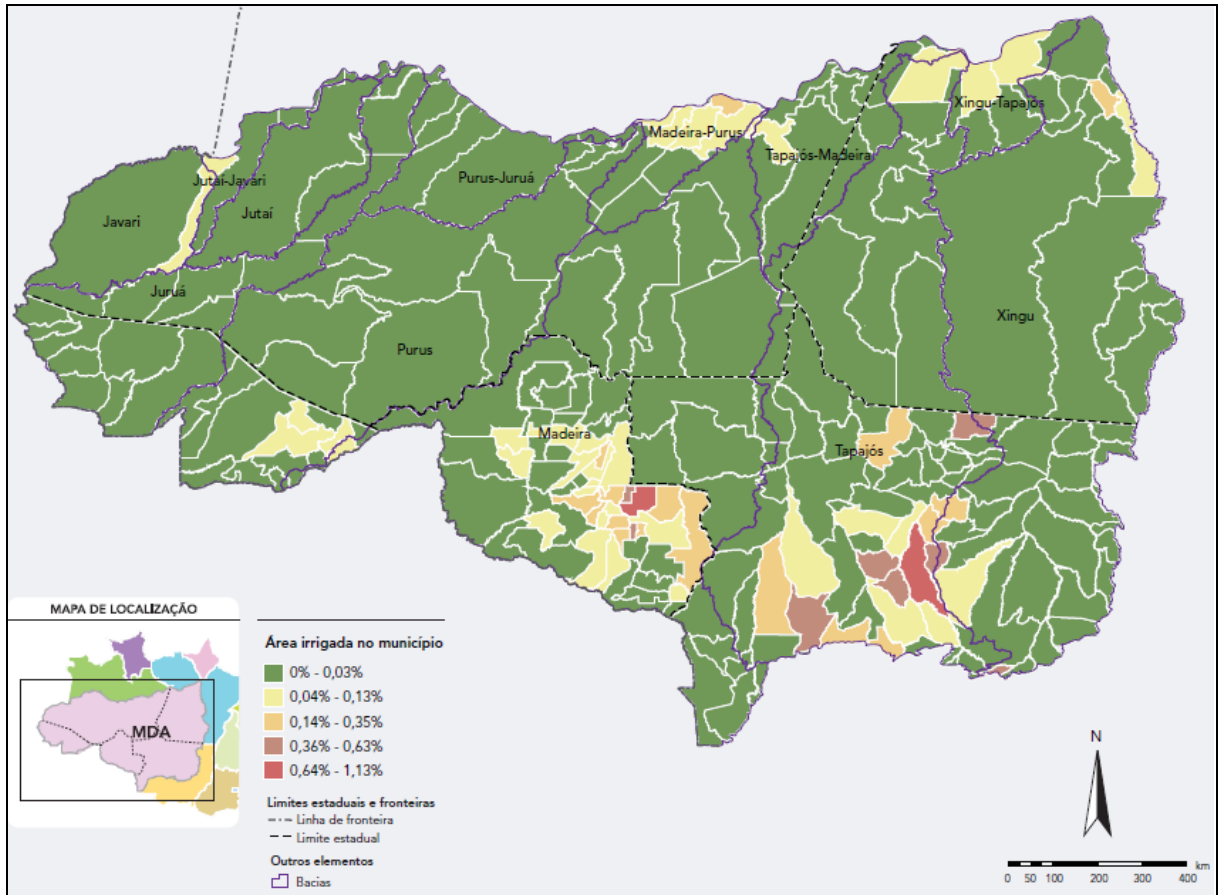 Madeira-Purus
Xingu-Tapajós
Tapajós-Madeira
Jutaí-Javari
Purus-Juruá
Javari
Jutaí
Juruá
Xingu
Purus
Madeira
Tapajós
MAPA DE LOCALIZAÇÃO
MDA
Área irrigada no município
0% - 0,03%
0,04% - 0,13%
0,14% - 0,35%
0,36% - 0,63%
0,64% - 1,13%
Limites estaduais e fronteiras
Linha de fronteira
Limite estadual
Outros elementos
Bacias
N
km
0 50 100 200 300 400